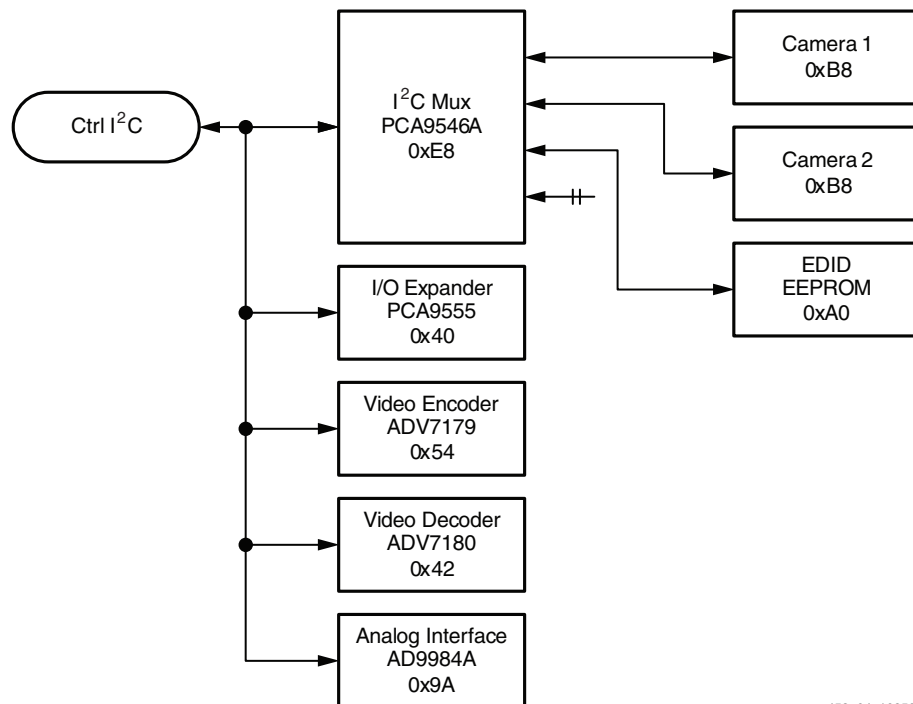 Ctrl I²C
I²C Mux
PCA9546A
0xE8
Camera 1
0xB8
Camera 2
0xB8
EDID
EEPROM
0xA0
I/O Expander
PCA9555
0x40
Video Encoder
ADV7179
0x54
Video Decoder
ADV7180
0x42
Analog Interface
AD9984A
0x9A